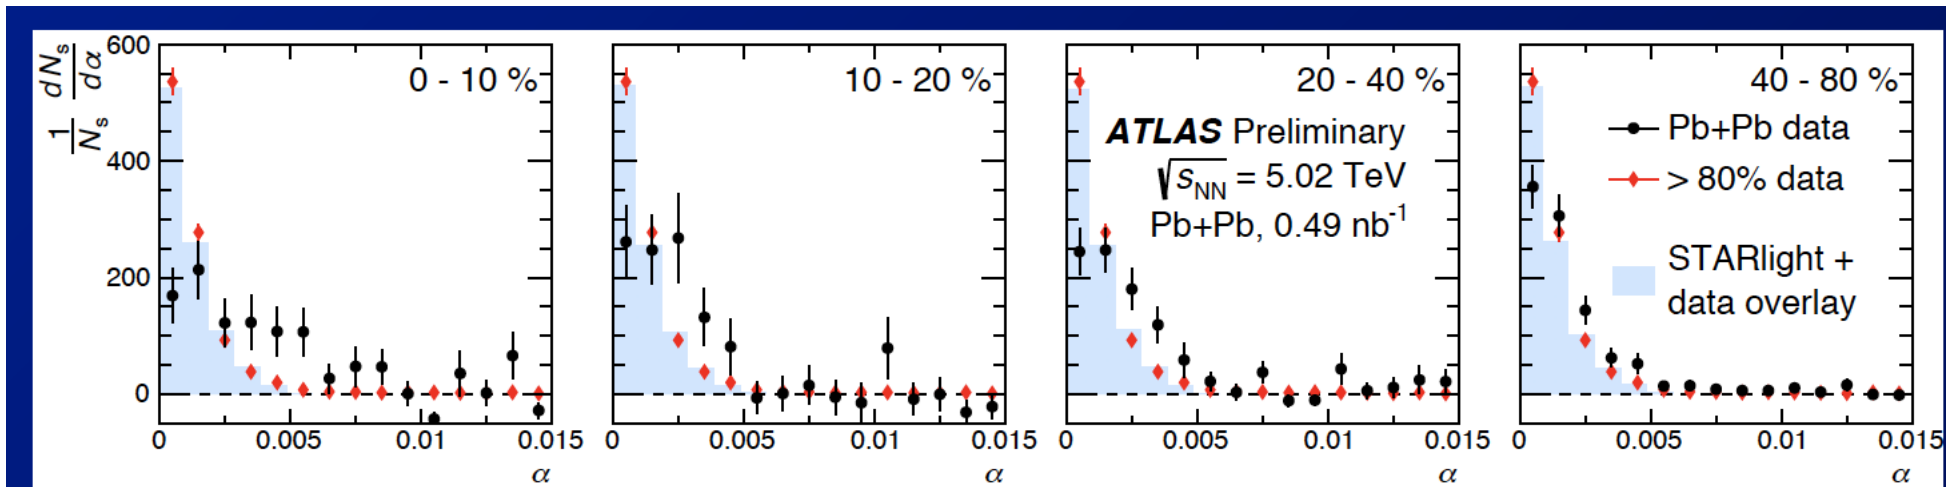 1/N_s dN_s/dα
600
400
200
0
0 - 10 %
0 0.005 0.01 0.015
α
10 - 20 %
0 0.005 0.01 0.015
α
20 - 40 %
ATLAS Preliminary
√s_NN = 5.02 TeV
Pb+Pb, 0.49 nb⁻¹
0 0.005 0.01 0.015
α
40 - 80 %
Pb+Pb data
> 80% data
STARlight +
data overlay
0 0.005 0.01 0.015
α